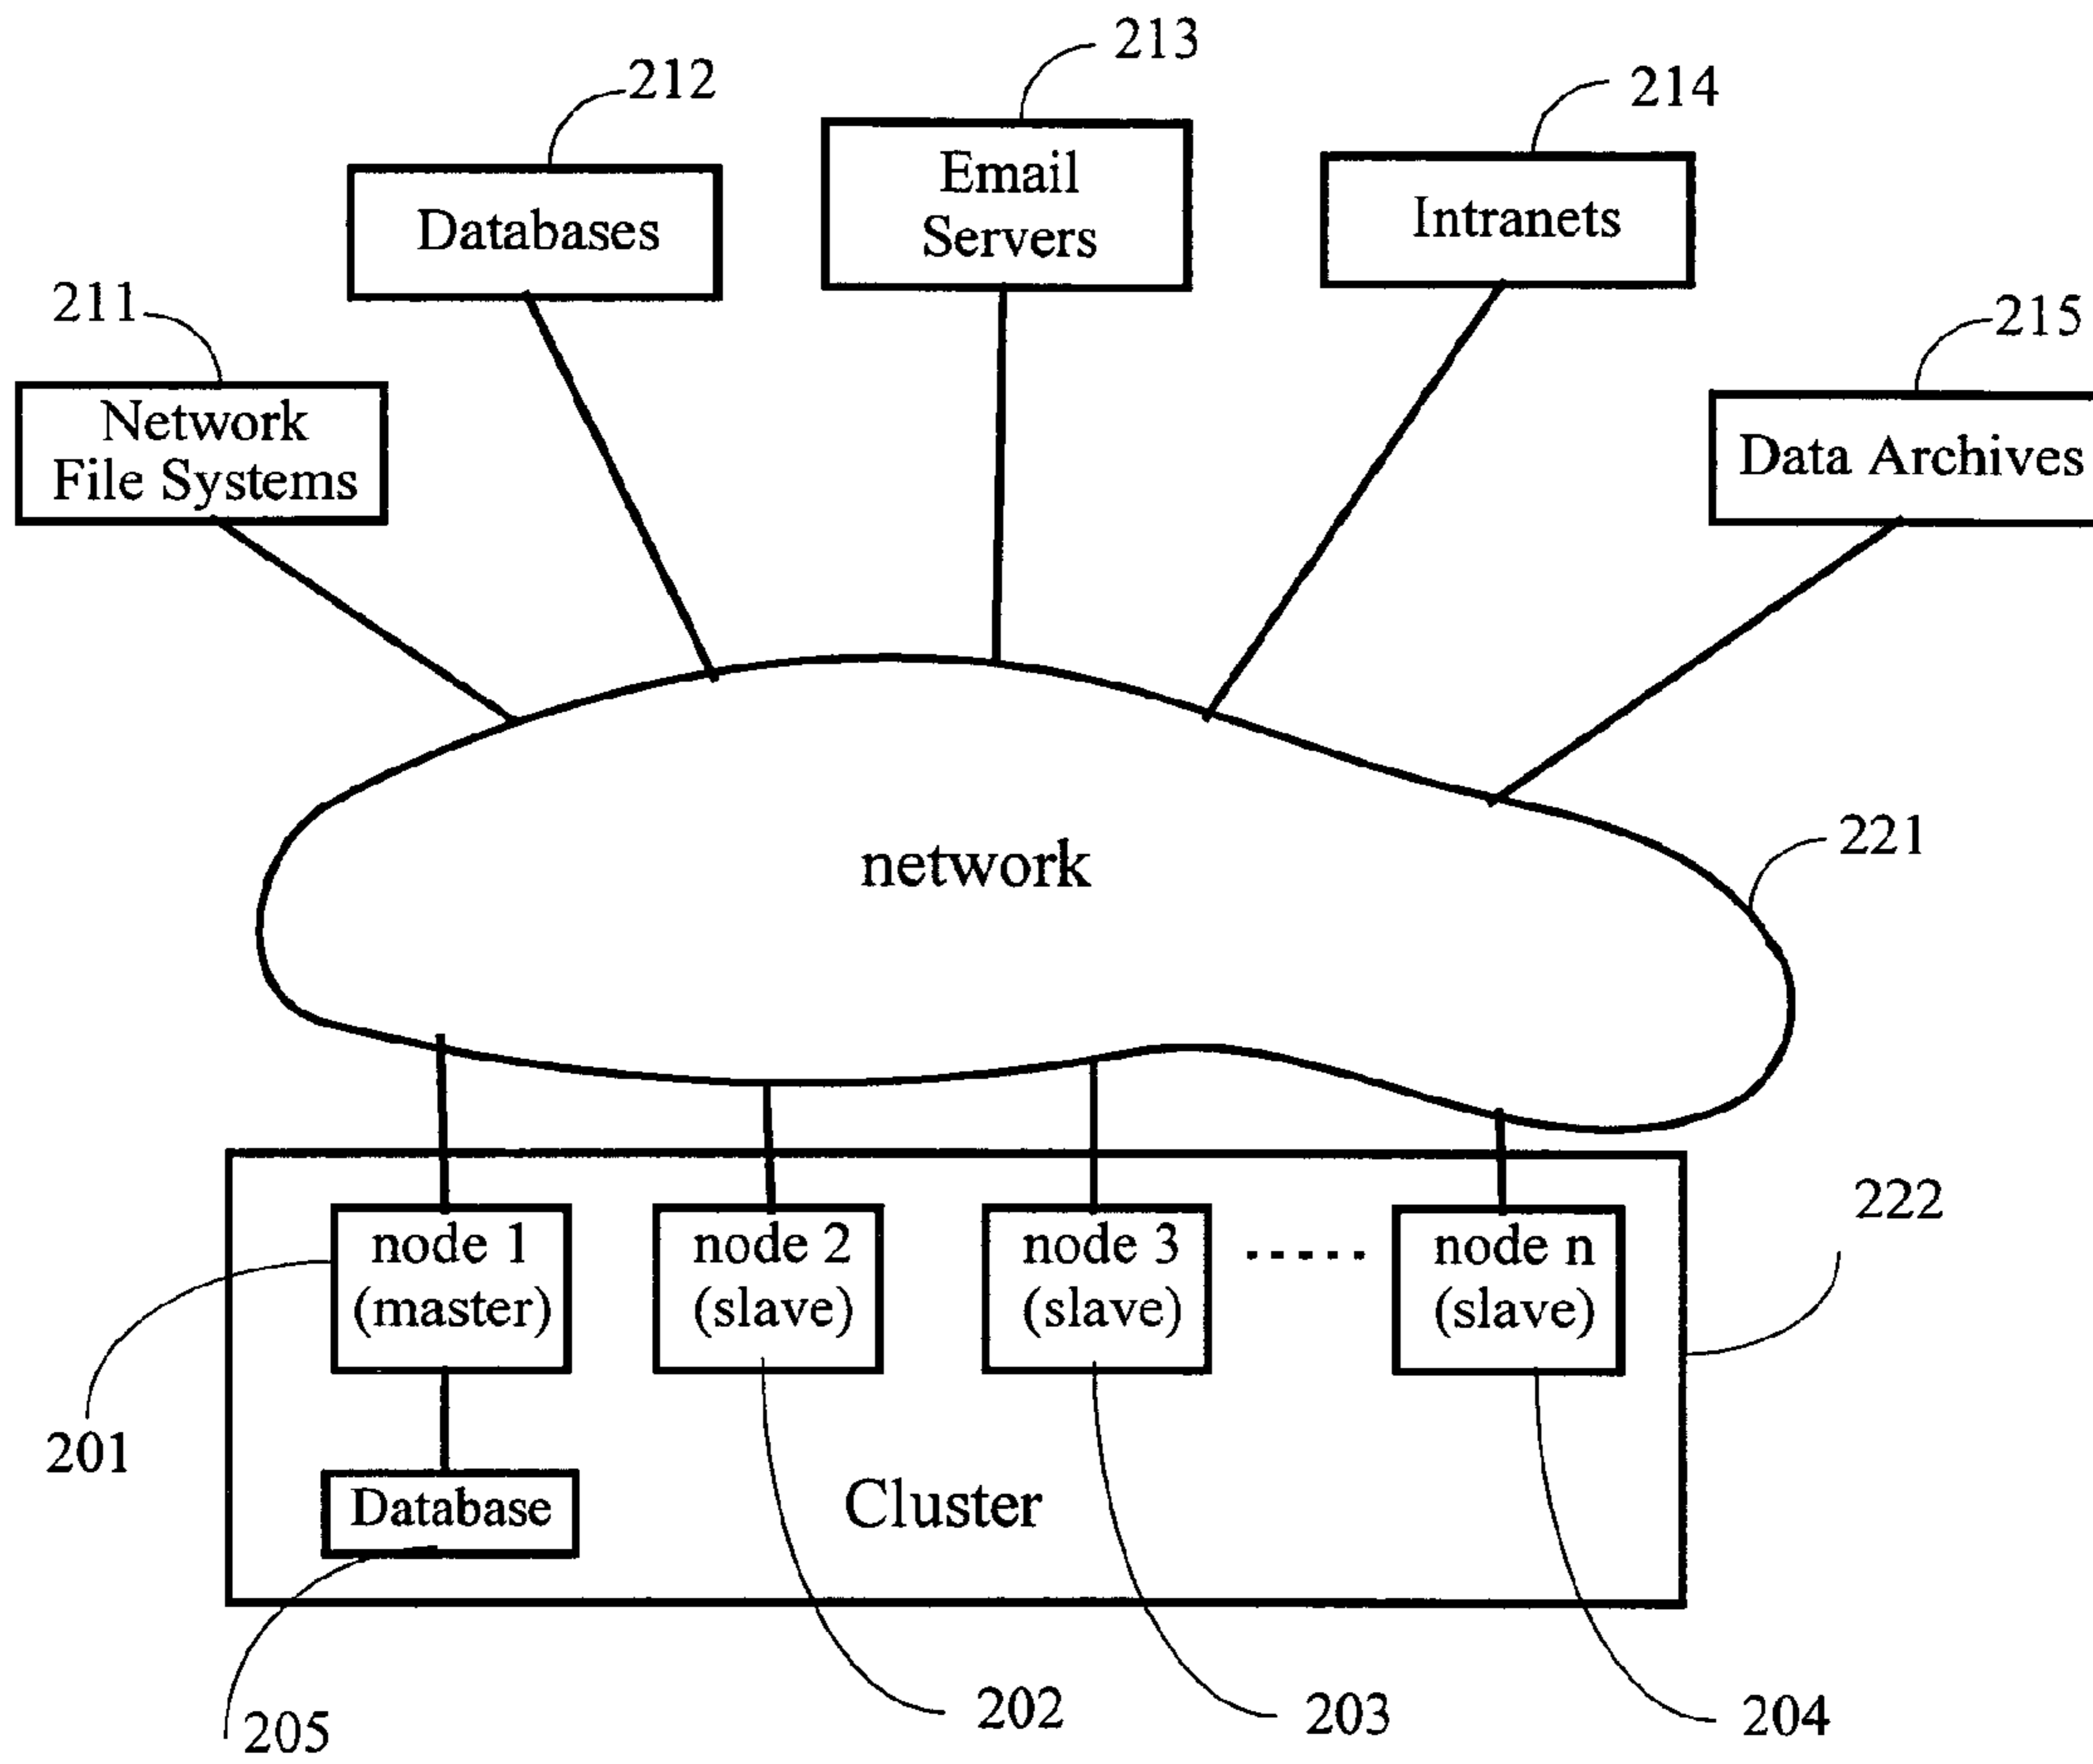 213
212
214
Email
Servers
Databases
Intranets
211
215
Network
File Systems
Data Archives
221
network
222
node 1
(master)
node 2
(slave)
node 3
(slave)
.....
node n
(slave)
201
Database
Cluster
205
202
203
204